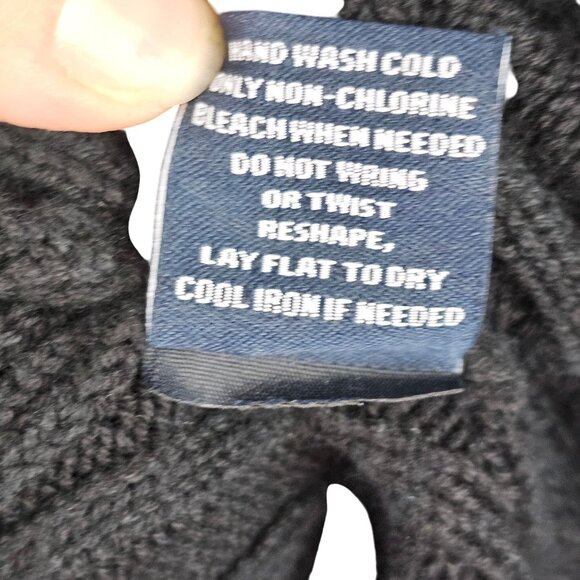 HAND WASH COLD
ONLY NON-CHLORINE
BLEACH WHEN NEEDED
DO NOT WRING
OR TWIST
RESHAPE,
LAY FLAT TO DRY
COOL IRON IF NEEDED